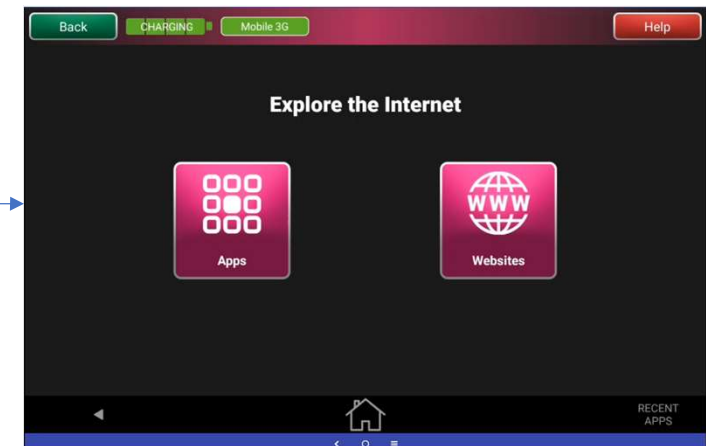 Back CHARGING Mobile 3G Help
Explore the Internet
WWW
Apps Websites
RECENT
APPS